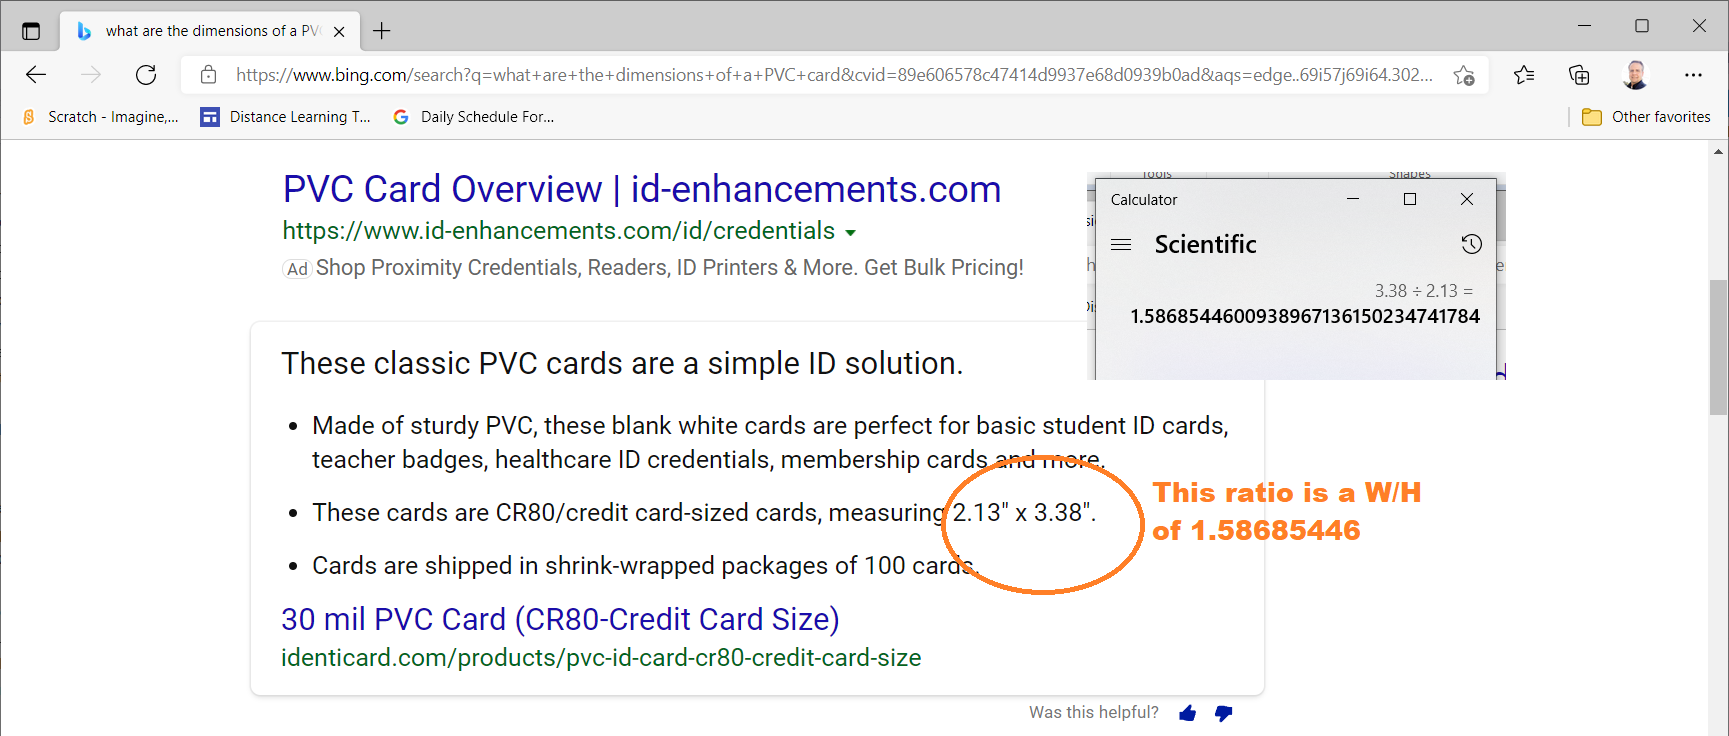 what are the dimensions of a PV
https://www.bing.com/search?q=what+are+the+dimensions+of+a+PVC+card&cvid=89e606578c47414d9937e68d0939b0ad&aqs=edge..69i57j69i64.302...
Scratch - Imagine,...
Distance Learning T...
Daily Schedule For...
Other favorites
PVC Card Overview | id-enhancements.com
https://www.id-enhancements.com/id/credentials
Ad Shop Proximity Credentials, Readers, ID Printers & More. Get Bulk Pricing!
Tools
Shapes
Calculator
Scientific
3.38 ÷ 2.13 =
1.5868544600938967136150234741784
These classic PVC cards are a simple ID solution.
• Made of sturdy PVC, these blank white cards are perfect for basic student ID cards,
teacher badges, healthcare ID credentials, membership cards and more.
• These cards are CR80/credit card-sized cards, measuring 2.13" x 3.38".
• Cards are shipped in shrink-wrapped packages of 100 cards.
This ratio is a W/H
of 1.58685446
30 mil PVC Card (CR80-Credit Card Size)
identicard.com/products/pvc-id-card-cr80-credit-card-size
Was this helpful?